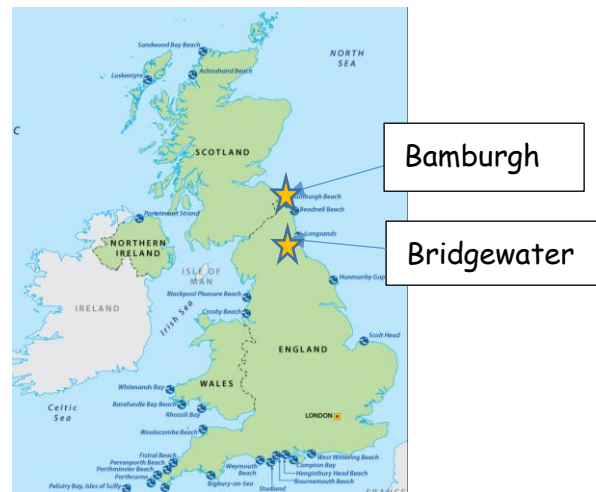 Sandwood Bay Beach
NORTH
SEA
Luskentyre
Achnahaird Beach
C
SCOTLAND
Bamburgh
amburgh Beach
Beadnell Beach
Portstewart Strand
Longsands
Bridgewater
NORTHERN
IRELAND
ISLE OF
MAN
Hunmanby Gap
IRELAND
Blackpool Pleasure Beach
Irish Sea
Crosby Beach
Scolt Head
ENGLAND
WALES
Whitesands Bay
Barafundle Bay Beach
Rhossili Bay
LONDON
Celtic
Sea
Woolacombe Beach
Fistral Beach
Perranporth Beach
Porthminster Beach
Porthcurno
Pelistry Bay, Isles of Scilly
Bigbury-on-Sea
Weymouth
Beach
Studland
West Wittering Beach
Compton Bay
Hengistbury Head Beach
Bournemouth Beach
FRANCE